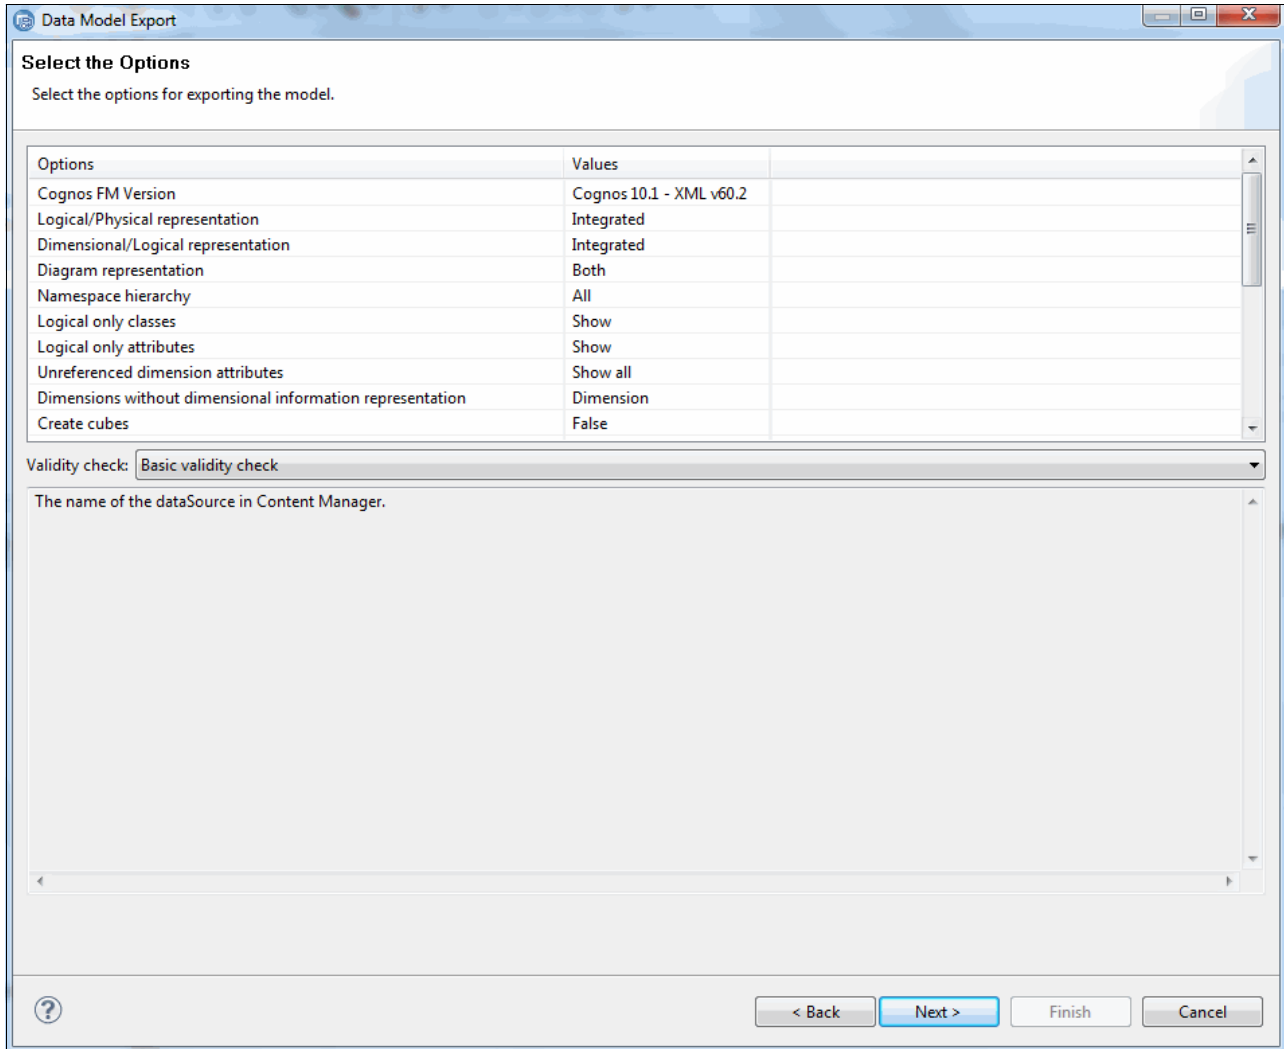 Data Model Export
Select the Options
Select the options for exporting the model.
Options Values
Cognos FM Version Cognos 10.1 - XML v60.2
Logical/Physical representation Integrated
Dimensional/Logical representation Integrated
Diagram representation Both
Namespace hierarchy All
Logical only classes Show
Logical only attributes Show
Unreferenced dimension attributes Show all
Dimensions without dimensional information representation Dimension
Create cubes False
Validity check: Basic validity check
The name of the dataSource in Content Manager.
? < Back Next > Finish Cancel